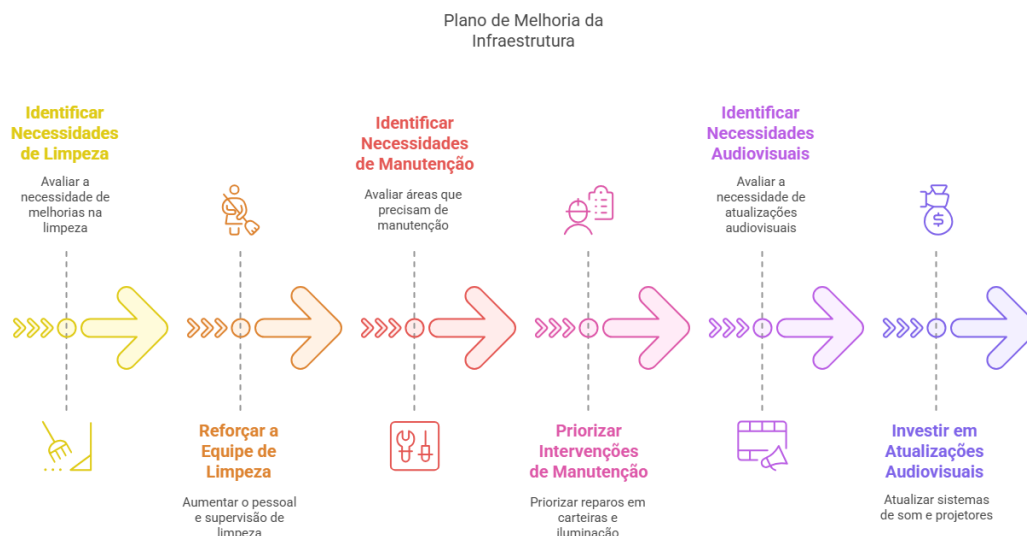 Plano de Melhoria da
Infraestrutura
Identificar
Necessidades
de Limpeza
Avaliar a
necessidade de
melhorias na
limpeza
Reforçar a
Equipe de
Limpeza
Aumentar o pessoal
e supervisão de
limpeza
Identificar
Necessidades
de Manutenção
Avaliar áreas que
precisam de
manutenção
Priorizar
Intervenções
de Manutenção
Priorizar reparos em
carteiras e
iluminação
Identificar
Necessidades
Audiovisuais
Avaliar a
necessidade de
atualizações
audiovisuais
Investir em
Atualizações
Audiovisuais
Atualizar sistemas
de som e projetores